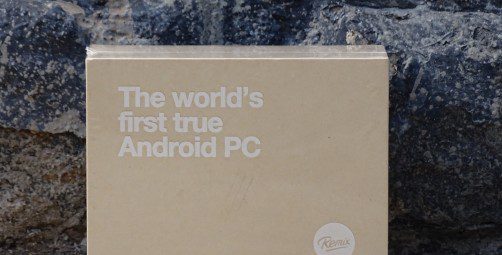 The world's
first true
Android PC
Remix